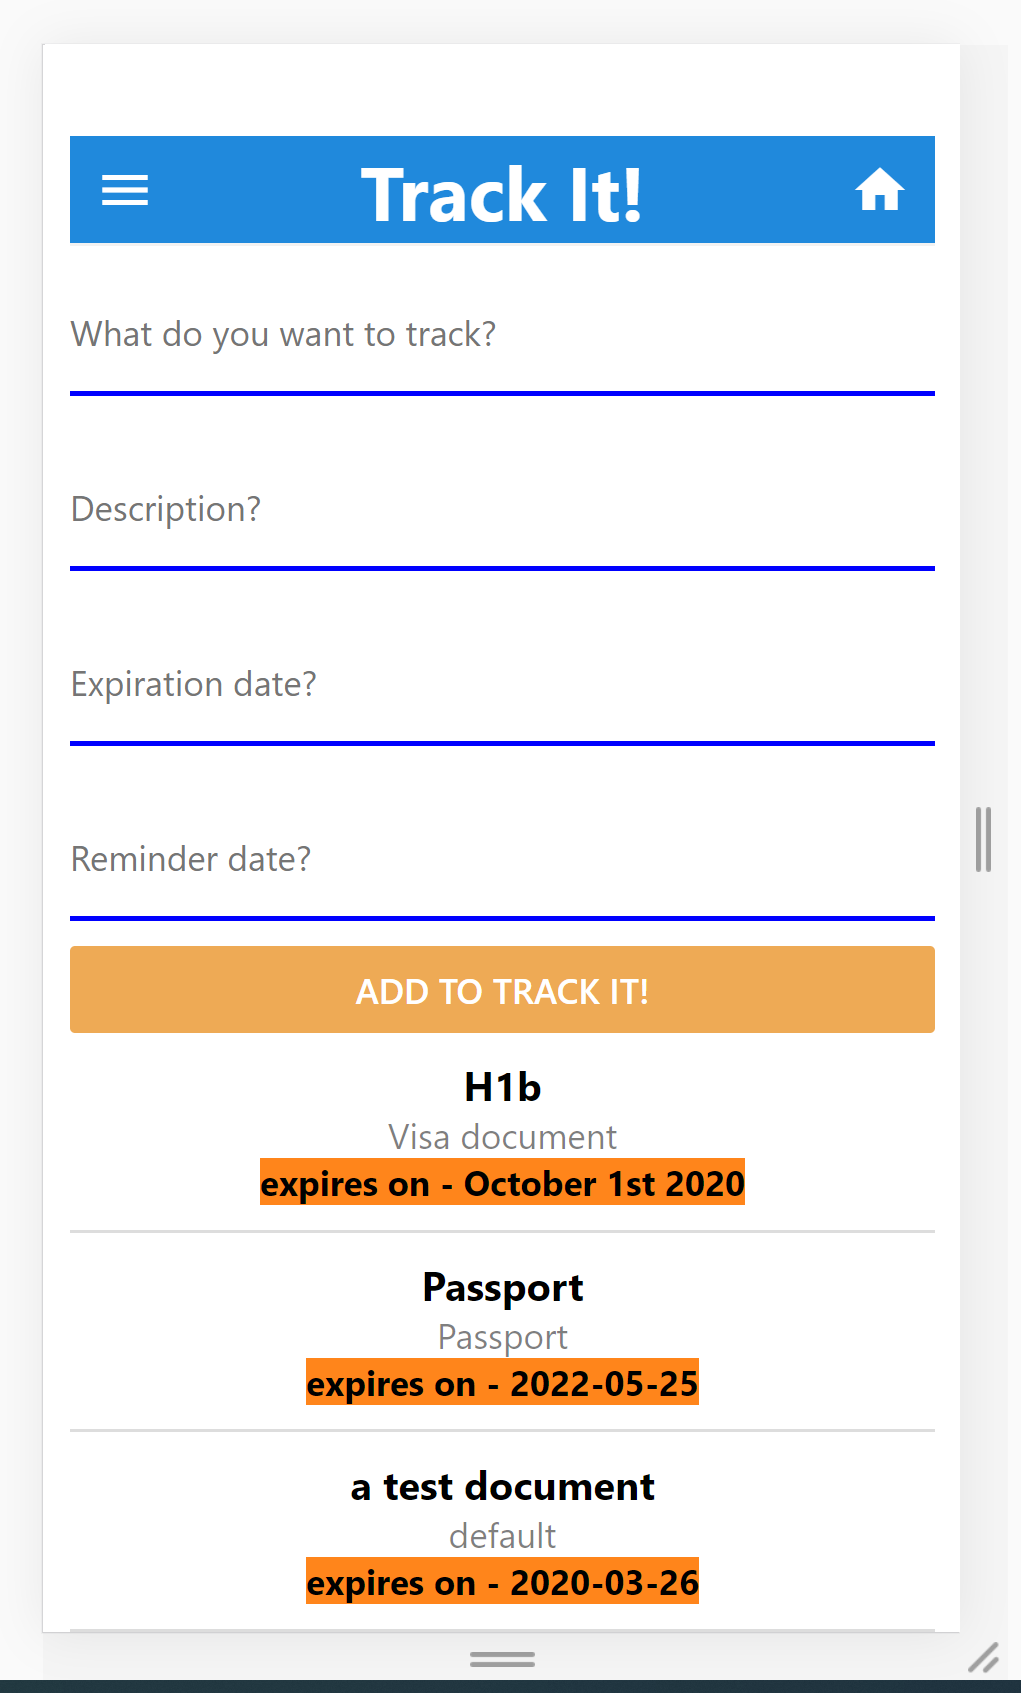 Track It!
What do you want to track?
Description?
Expiration date?
Reminder date?
ADD TO TRACK IT!
H1b
Visa document
expires on - October 1st 2020
Passport
Passport
expires on - 2022-05-25
a test document
default
expires on - 2020-03-26